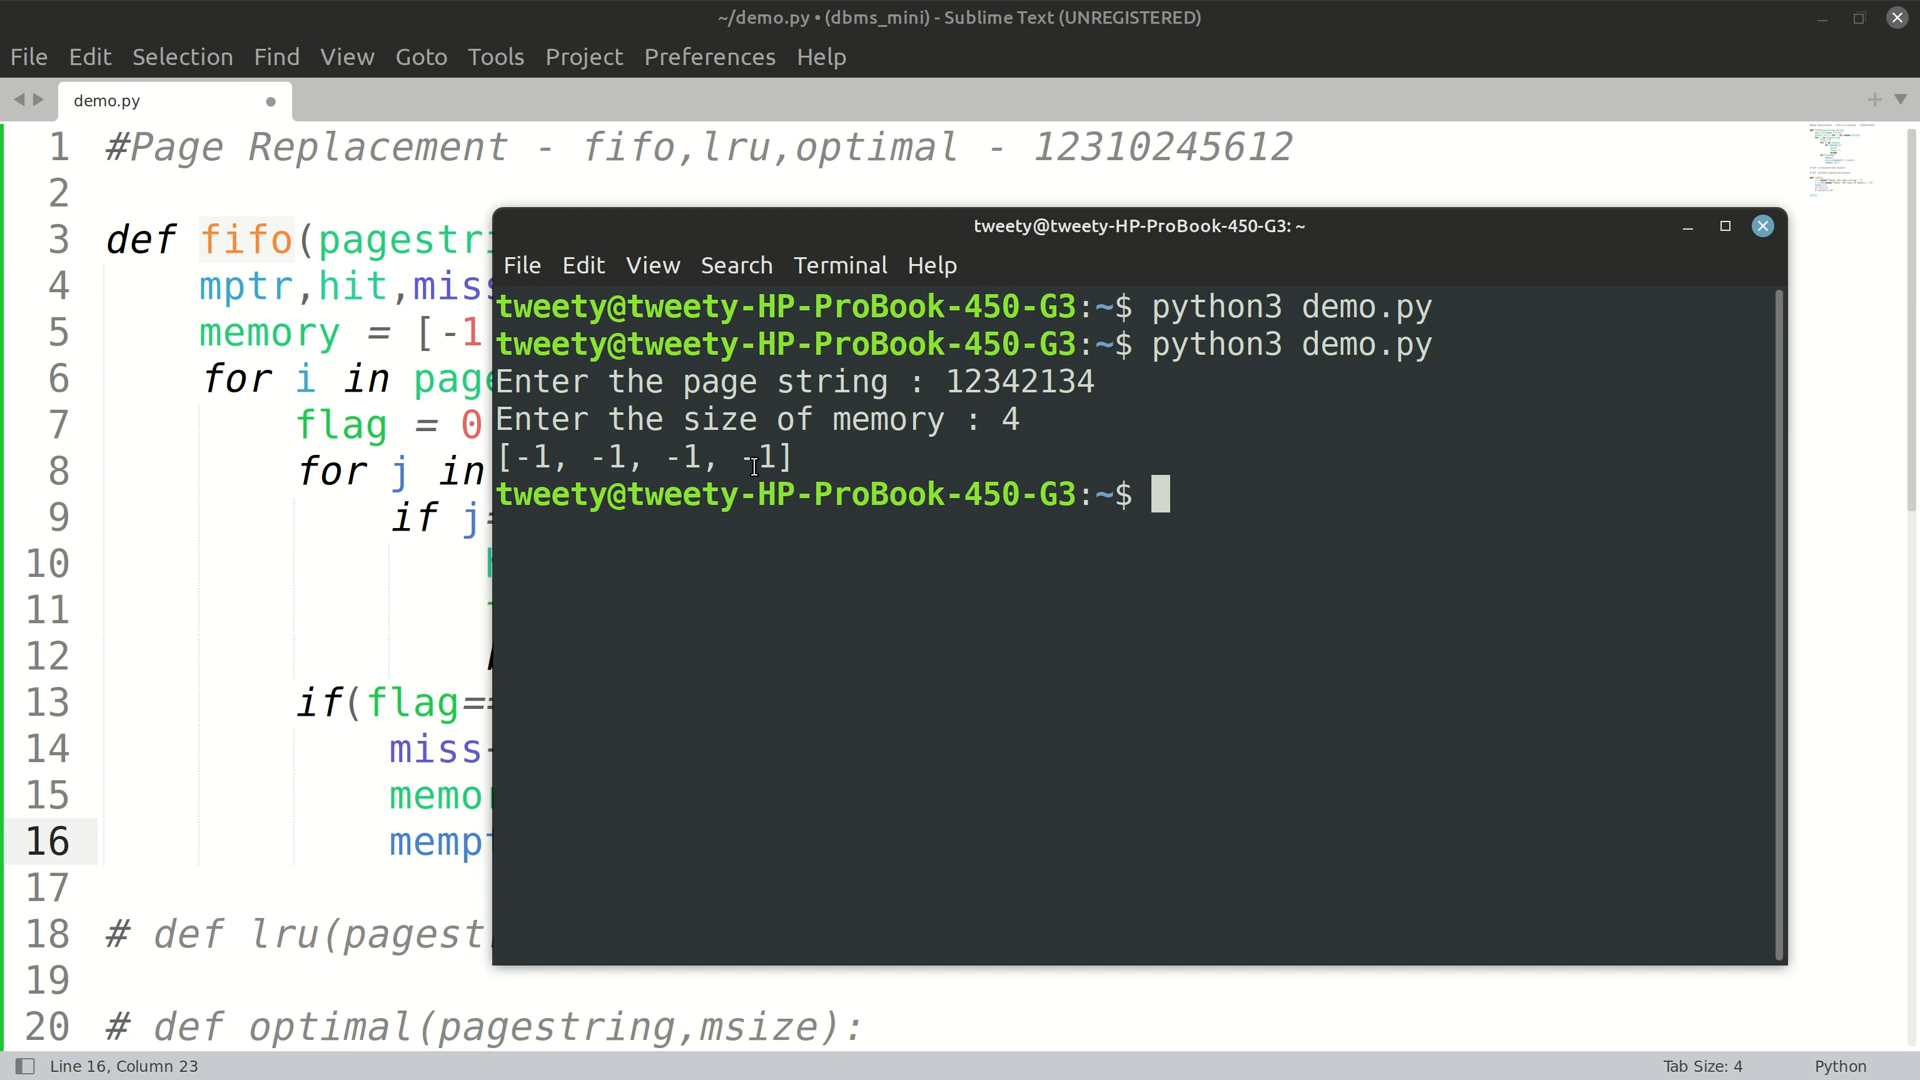 ~/demo.py • (dbms_mini) - Sublime Text (UNREGISTERED)
File Edit Selection Find View Goto Tools Project Preferences Help
demo.py
1 #Page Replacement - fifo,lru,optimal - 12310245612
2
3 def fifo(pagestri
4 mptr,hit,miss
5 memory = [-1
6 for i in page
7 flag = 0
8 for j in
9 if j=
10
11
12
13 if(flag==
14 miss-
15 memor
16 mempt
17
18 # def lru(pagestr
19
20 # def optimal(pagestring,msize):
tweety@tweety-HP-ProBook-450-G3: ~
File Edit View Search Terminal Help
tweety@tweety-HP-ProBook-450-G3:~$ python3 demo.py
tweety@tweety-HP-ProBook-450-G3:~$ python3 demo.py
Enter the page string : 12342134
Enter the size of memory : 4
[-1, -1, -1, -1]
tweety@tweety-HP-ProBook-450-G3:~$
Line 16, Column 23
Tab Size: 4
Python